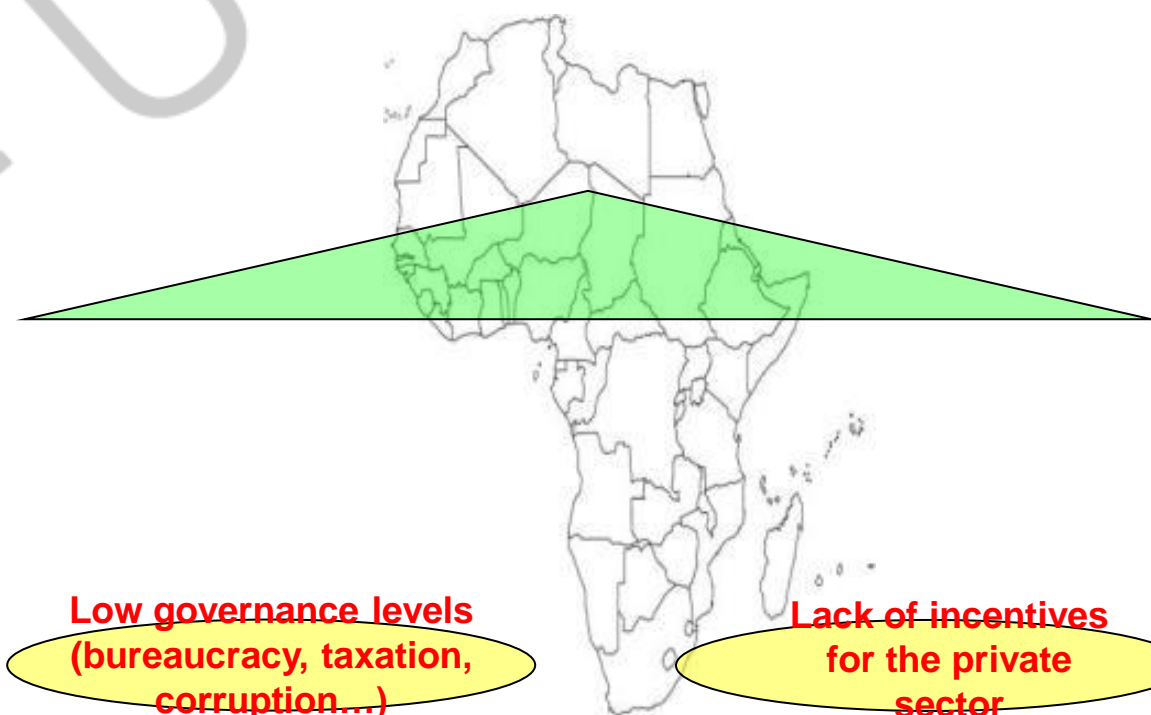 Low governance levels
(bureaucracy, taxation,
corruption…)
Lack of incentives
for the private
sector